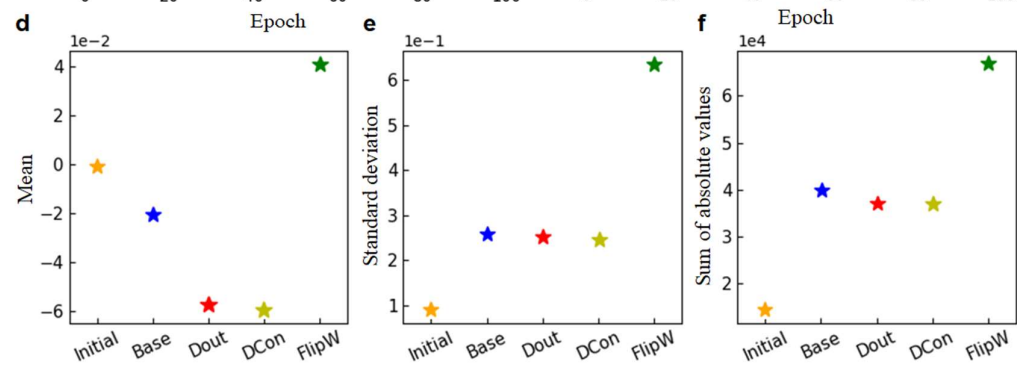 Epoch
Epoch
d
1e−2
Mean
4
2
0
−2
−4
−6
Initial Base Dout DCon FlipW
e
1e−1
Standard deviation
6
5
4
3
2
1
Initial Base Dout DCon FlipW
f
1e4
Sum of absolute values
6
5
4
3
2
Initial Base Dout DCon FlipW